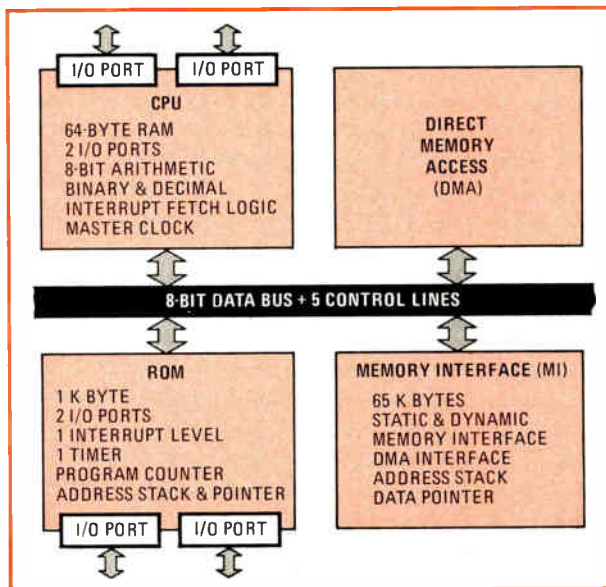 I/O PORT
I/O PORT
CPU
64-BYTE RAM
2 I/O PORTS
8-BIT ARITHMETIC
BINARY & DECIMAL
INTERRUPT FETCH LOGIC
MASTER CLOCK
DIRECT
MEMORY
ACCESS
(DMA)
8-BIT DATA BUS + 5 CONTROL LINES
ROM
1 K BYTE
2 I/O PORTS
1 INTERRUPT LEVEL
1 TIMER
PROGRAM COUNTER
ADDRESS STACK & POINTER
I/O PORT
I/O PORT
MEMORY INTERFACE (MI)
65 K BYTES
STATIC & DYNAMIC
MEMORY INTERFACE
DMA INTERFACE
ADDRESS STACK
DATA POINTER